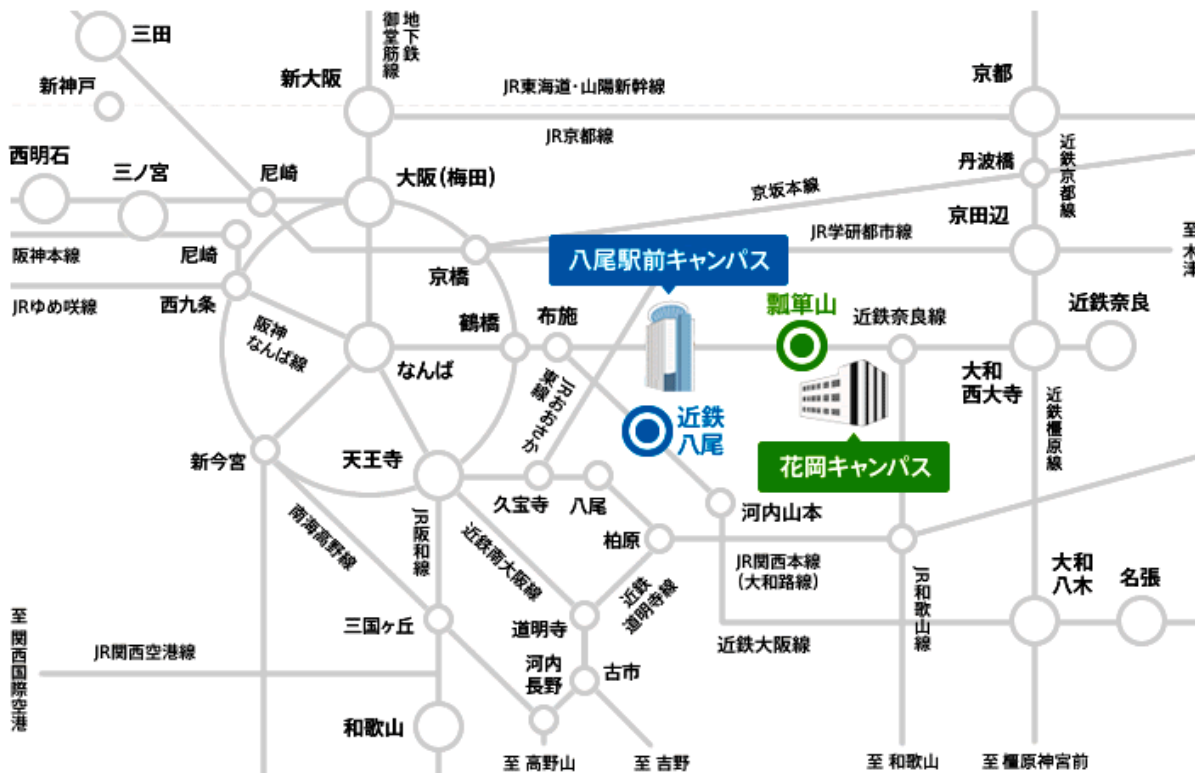 三田
地下鉄
御堂筋線
新神戸
新大阪
京都
JR東海道・山陽新幹線
JR京都線
西明石
三ノ宮
尼崎
大阪(梅田)
丹波橋
近鉄京都線
京坂本線
京田辺
JR学研都市線
至 木津
阪神本線
尼崎
京橋
八尾駅前キャンパス
JRゆめ咲線
西九条
鶴橋
布施
瓢箪山
近鉄奈良線
近鉄奈良
阪神
なんば線
なんば
JRおおさか
東線
大和
西大寺
近鉄
八尾
近鉄橿原線
新今宮
天王寺
花岡キャンパス
久宝寺
八尾
河内山本
南海高野線
JR阪和線
近鉄南大阪線
柏原
JR関西本線
(大和路線)
JR和歌山線
大和
八木
名張
近鉄
道明寺線
至 関西国際空港
三国ヶ丘
道明寺
近鉄大阪線
JR関西空港線
河内
長野
古市
和歌山
至 高野山
至 吉野
至 和歌山
至 橿原神宮前